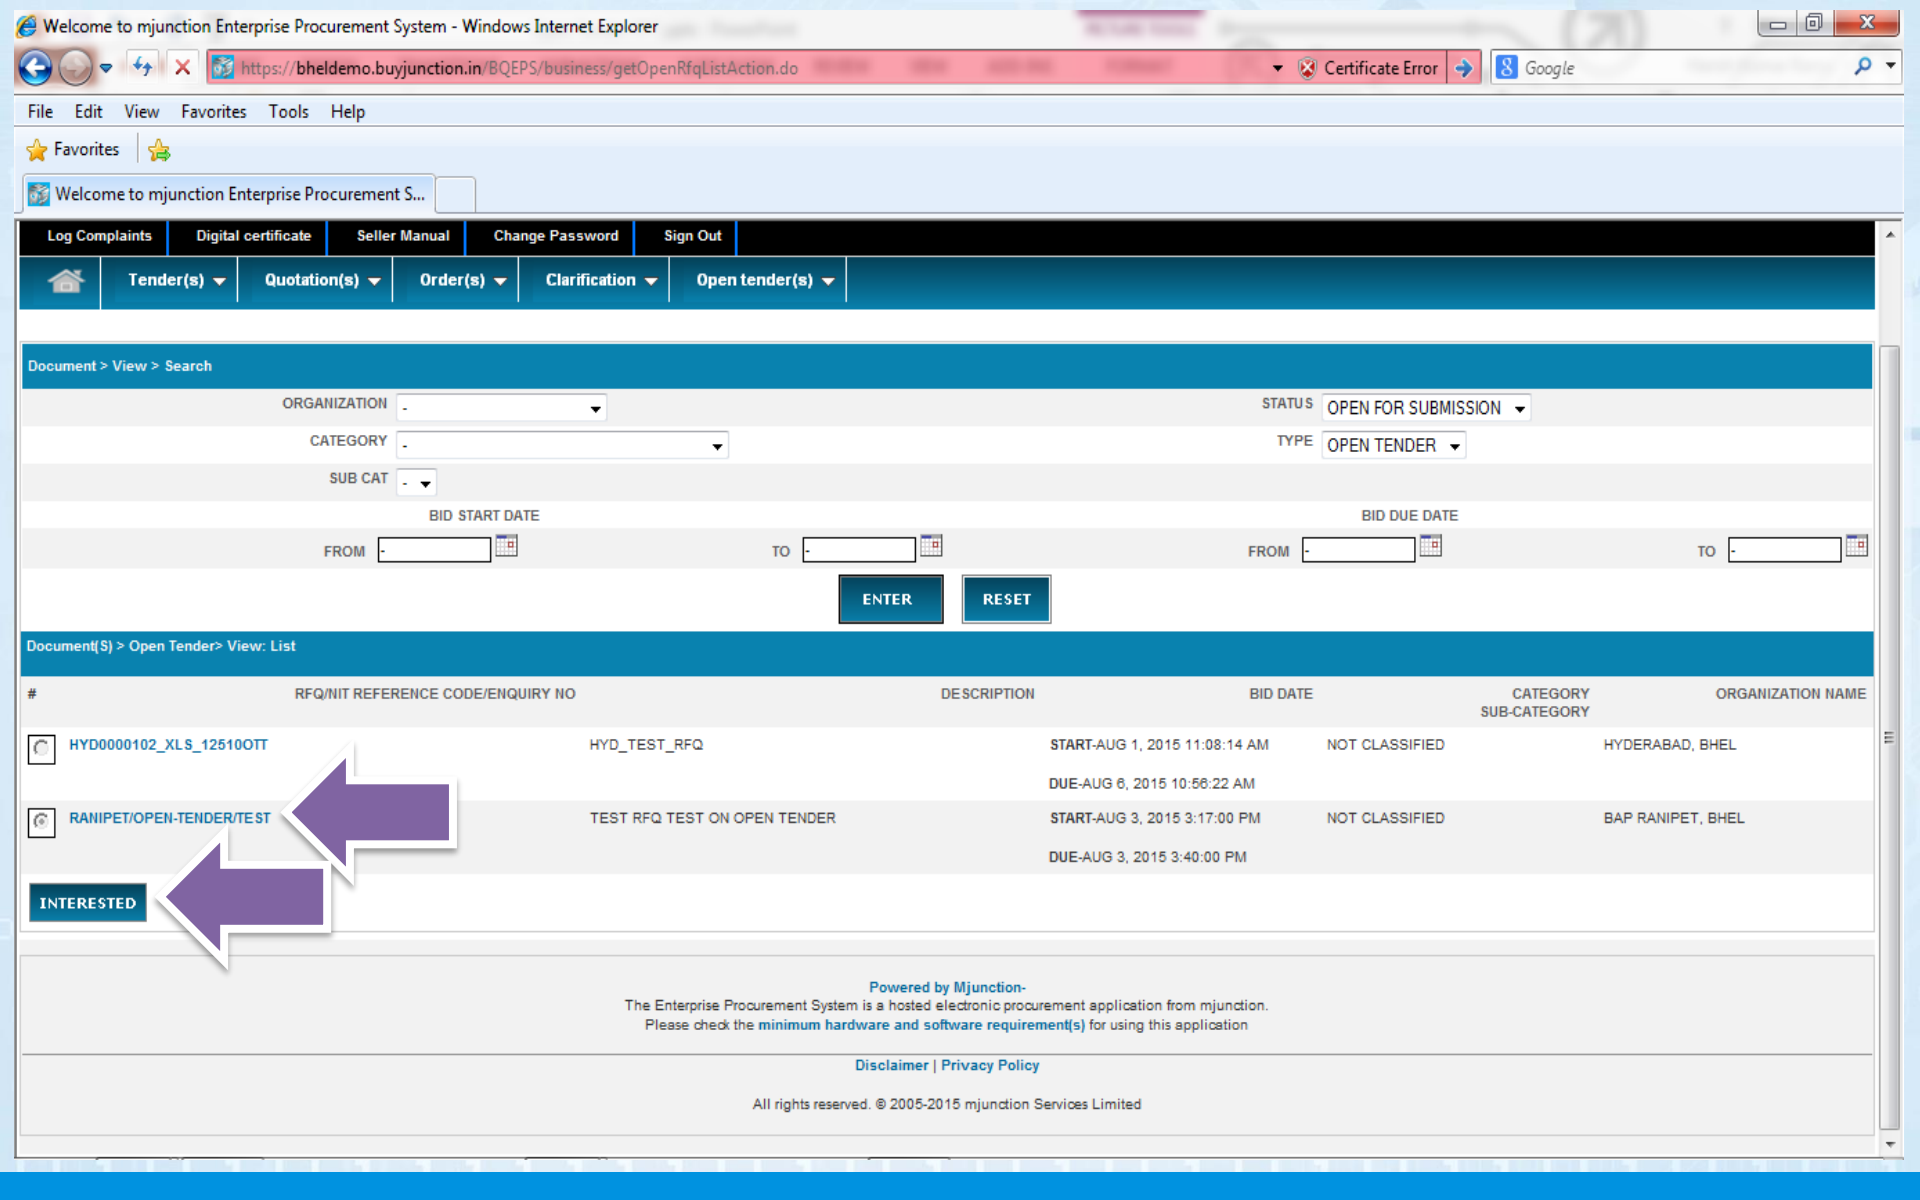 Welcome to mjunction Enterprise Procurement System - Windows Internet Explorer
https://bheldemo.buyjunction.in/BQEPS/business/getOpenRfqListAction.do Certificate Error Google
File Edit View Favorites Tools Help
Favorites
Welcome to mjunction Enterprise Procurement S...
Log Complaints Digital certificate Seller Manual Change Password Sign Out
Tender(s) Quotation(s) Order(s) Clarification Open tender(s)
Document > View > Search
ORGANIZATION - STATUS OPEN FOR SUBMISSION
CATEGORY - TYPE OPEN TENDER
SUB CAT -
BID START DATE BID DUE DATE
FROM - TO - FROM - TO -
ENTER RESET
Document(S) > Open Tender> View: List
# RFQ/NIT REFERENCE CODE/ENQUIRY NO DESCRIPTION BID DATE CATEGORY ORGANIZATION NAME
SUB-CATEGORY
HYD0000102_XLS_12510OTT HYD_TEST_RFQ START-AUG 1, 2015 11:08:14 AM NOT CLASSIFIED HYDERABAD, BHEL
DUE-AUG 6, 2015 10:56:22 AM
RANIPET/OPEN-TENDER/TEST TEST RFQ TEST ON OPEN TENDER START-AUG 3, 2015 3:17:00 PM NOT CLASSIFIED BAP RANIPET, BHEL
DUE-AUG 3, 2015 3:40:00 PM
INTERESTED
Powered by Mjunction-
The Enterprise Procurement System is a hosted electronic procurement application from mjunction.
Please check the minimum hardware and software requirement(s) for using this application
Disclaimer | Privacy Policy
All rights reserved. © 2005-2015 mjunction Services Limited